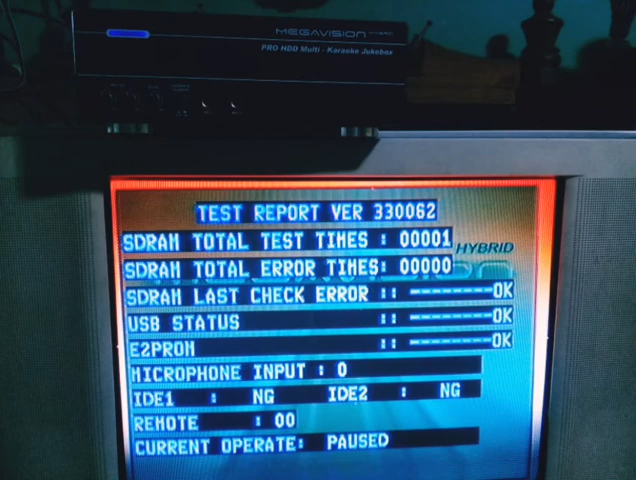 MEGAVISION HYBRID
PRO HDD Multi - Karaoke Jukebox
TEST REPORT VER 330062
SDRAM TOTAL TEST TIMES : 00001
HYBRID
SDRAM TOTAL ERROR TIMES: 00000
SDRAM LAST CHECK ERROR :: --------OK
USB STATUS :: --------OK
E2PROM :: --------OK
MICROPHONE INPUT : 0
IDE1 : NG IDE2 : NG
REMOTE : 00
CURRENT OPERATE: PAUSED